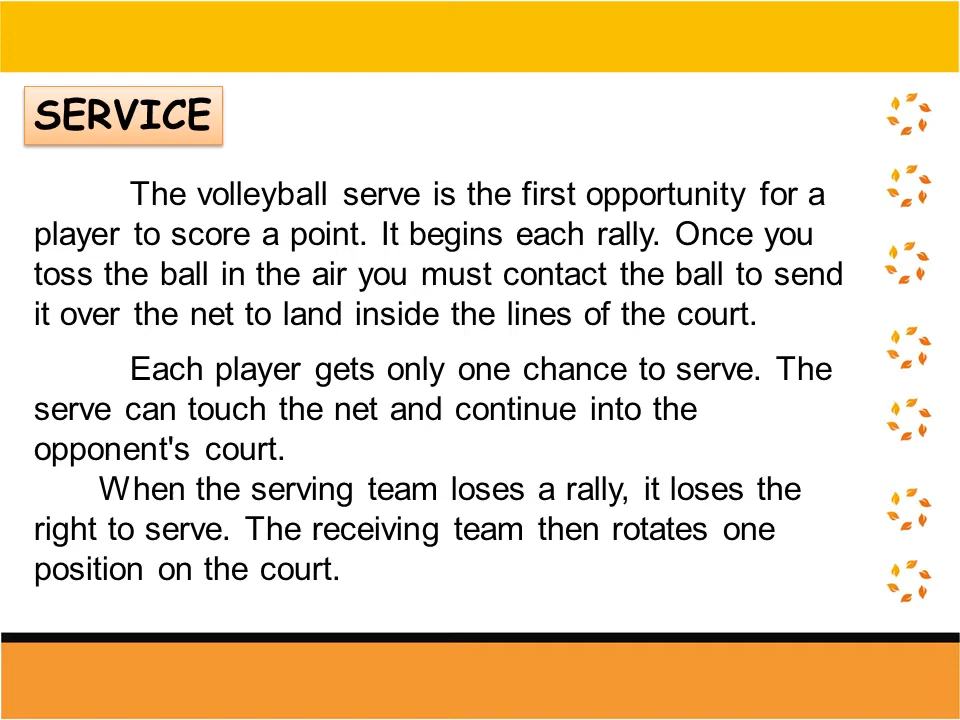 SERVICE
The volleyball serve is the first opportunity for a
player to score a point. It begins each rally. Once you
toss the ball in the air you must contact the ball to send
it over the net to land inside the lines of the court.
Each player gets only one chance to serve. The
serve can touch the net and continue into the
opponent's court.
When the serving team loses a rally, it loses the
right to serve. The receiving team then rotates one
position on the court.